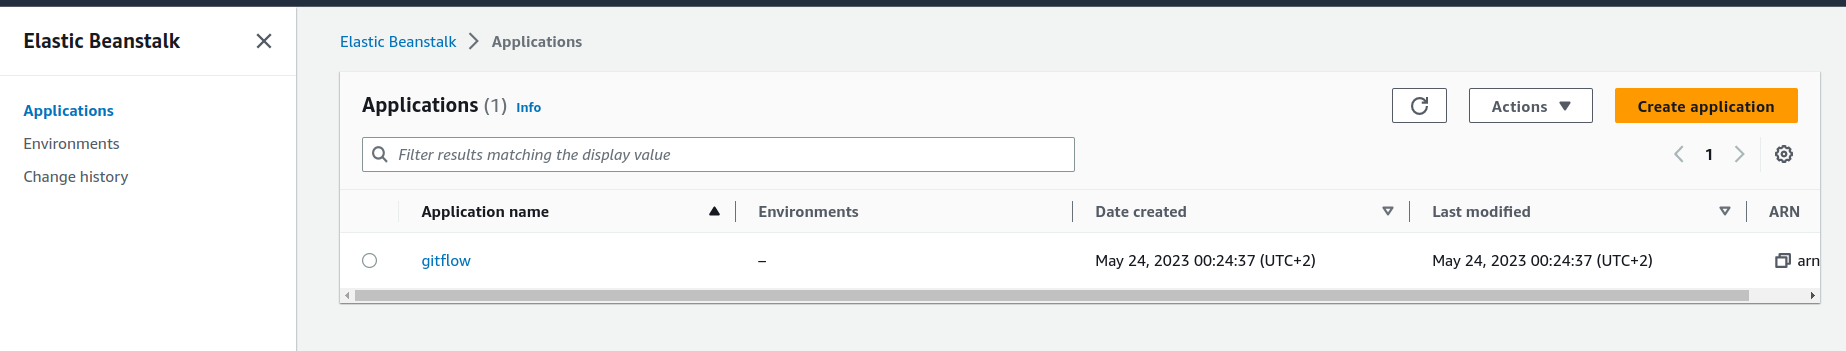 Elastic Beanstalk
Applications
Environments
Change history
Elastic Beanstalk Applications
Applications (1) Info
Actions
Create application
Filter results matching the display value
1
Application name Environments Date created Last modified ARN
gitflow – May 24, 2023 00:24:37 (UTC+2) May 24, 2023 00:24:37 (UTC+2) arn